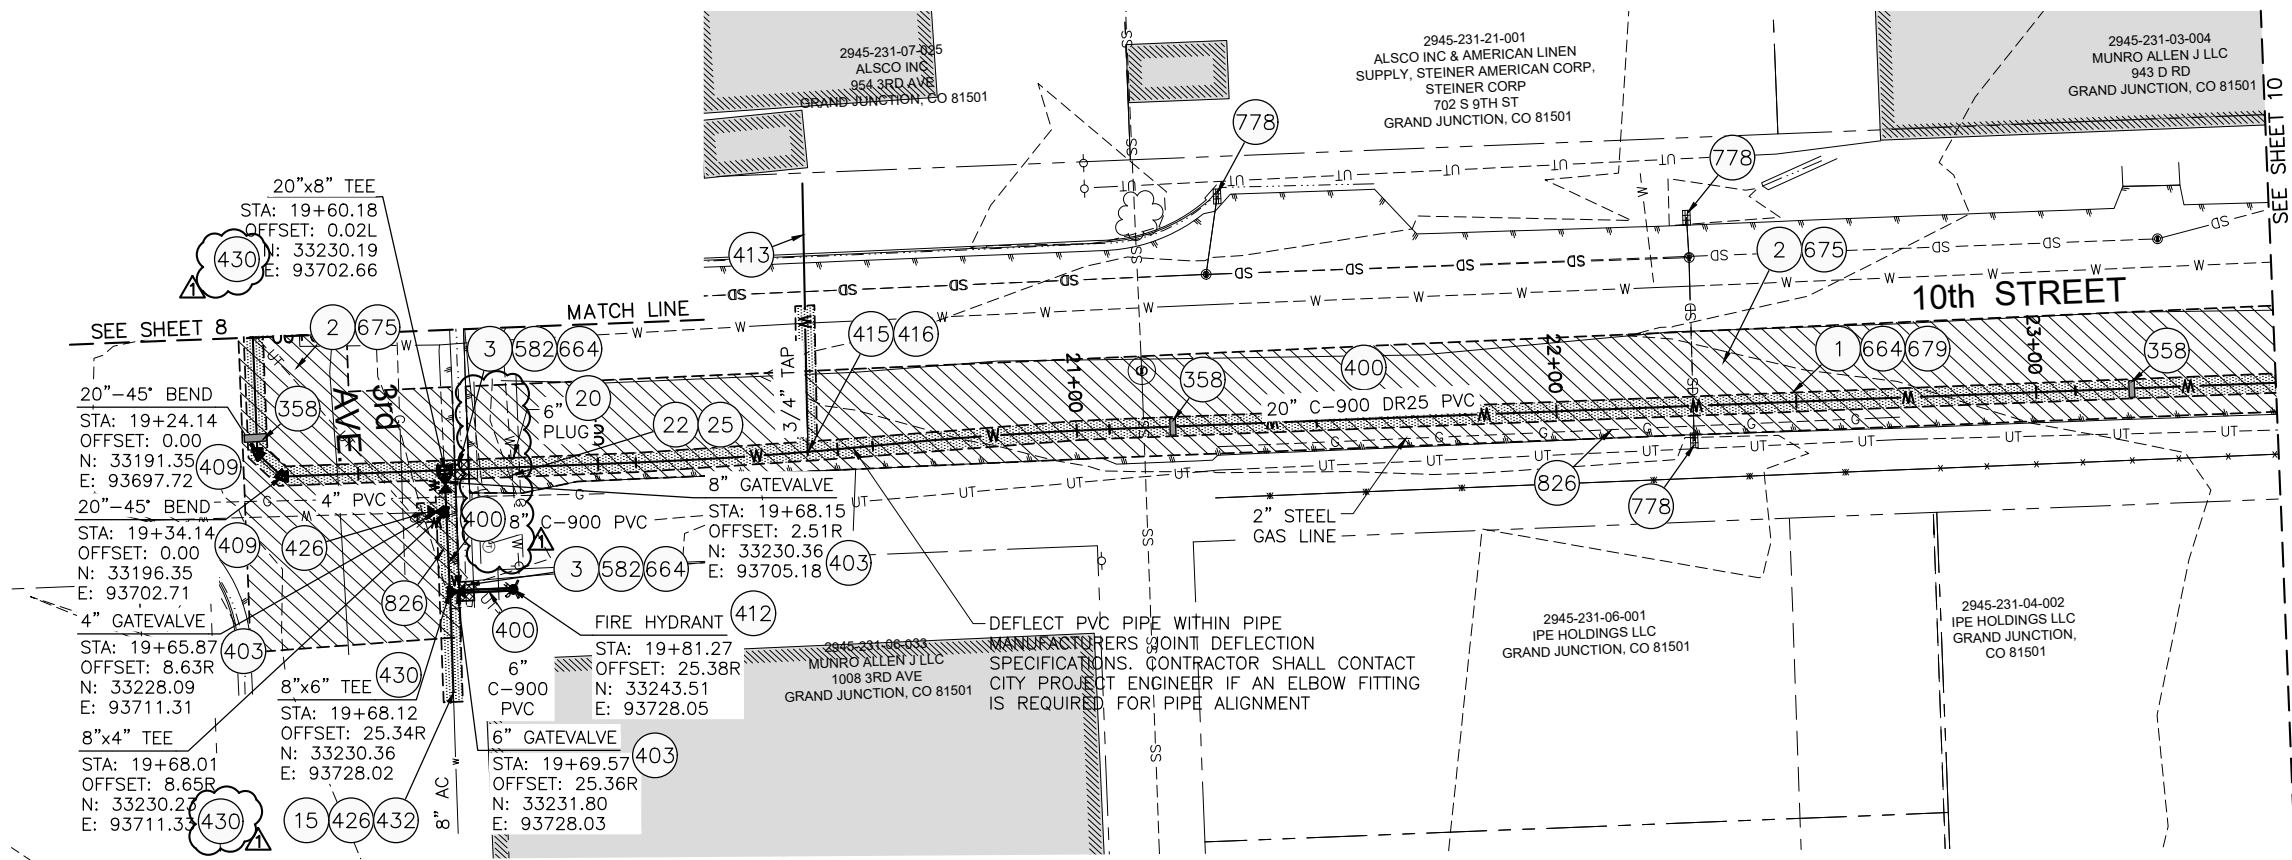 2945-231-07-025
ALSCO INC
954 3RD AVE
GRAND JUNCTION, CO 81501
2945-231-21-001
ALSCO INC & AMERICAN LINEN
SUPPLY, STEINER AMERICAN CORP,
STEINER CORP
702 S 9TH ST
GRAND JUNCTION, CO 81501
2945-231-03-004
MUNRO ALLEN J LLC
943 D RD
GRAND JUNCTION, CO 81501
SEE SHEET 10
778
778
20"x8" TEE
STA: 19+60.18
OFFSET: 0.02L
N: 33230.19
E: 93702.66
430
1
413
2
675
10th STREET
MATCH LINE
SEE SHEET 8
2
675
3
582
664
415
416
3/4" TAP
1
664
679
358
21+00
22+00
23+00
400
358
20" C-900 DR25 PVC
20"-45° BEND
STA: 19+24.14
OFFSET: 0.00
N: 33191.35
E: 93697.72
409
358
3rd
AVE.
6"
PLUG
20
22
25
20"-45° BEND
STA: 19+34.14
OFFSET: 0.00
N: 33196.35
E: 93702.71
409
4" PVC
426
400
8" C-900 PVC
1
8" GATEVALVE
STA: 19+68.15
OFFSET: 2.51R
N: 33230.36
E: 93705.18
403
3
582
664
826
2" STEEL
GAS LINE
826
778
4" GATEVALVE
STA: 19+65.87
OFFSET: 8.63R
N: 33228.09
E: 93711.31
403
400
6"
C-900
PVC
FIRE HYDRANT
412
STA: 19+81.27
OFFSET: 25.38R
N: 33243.51
E: 93728.05
2945-231-06-033
MUNRO ALLEN J LLC
1008 3RD AVE
GRAND JUNCTION, CO 81501
DEFLECT PVC PIPE WITHIN PIPE
MANUFACTURERS JOINT DEFLECTION
SPECIFICATIONS. CONTRACTOR SHALL CONTACT
CITY PROJECT ENGINEER IF AN ELBOW FITTING
IS REQUIRED FOR PIPE ALIGNMENT
2945-231-06-001
IPE HOLDINGS LLC
GRAND JUNCTION, CO 81501
2945-231-04-002
IPE HOLDINGS LLC
GRAND JUNCTION,
CO 81501
8"x4" TEE
STA: 19+68.01
OFFSET: 8.65R
N: 33230.23
E: 93711.33
430
1
8"x6" TEE
430
STA: 19+68.12
OFFSET: 25.34R
N: 33230.36
E: 93728.02
15
426
432
8" AC
6" GATEVALVE
STA: 19+69.57
OFFSET: 25.36R
N: 33231.80
E: 93728.03
403